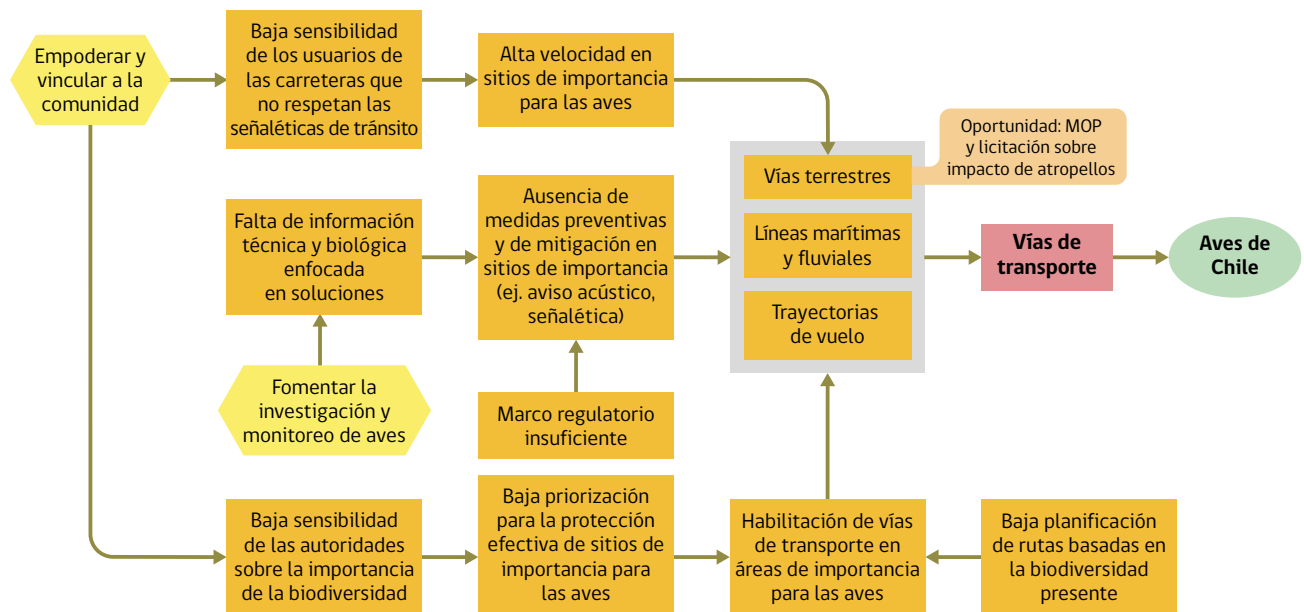 Empoderar y
vincular a la
comunidad
Baja sensibilidad
de los usuarios de
las carreteras que
no respetan las
señaléticas de tránsito
Alta velocidad en
sitios de importancia
para las aves
Oportunidad: MOP
y licitación sobre
impacto de atropellos
Vías terrestres
Líneas marítimas
y fluviales
Trayectorias
de vuelo
Falta de información
técnica y biológica
enfocada
en soluciones
Ausencia de
medidas preventivas
y de mitigación en
sitios de importancia
(ej. aviso acústico,
señalética)
Vías de
transporte
Aves de
Chile
Fomentar la
investigación y
monitoreo de aves
Marco regulatorio
insuficiente
Baja sensibilidad
de las autoridades
sobre la importancia
de la biodiversidad
Baja priorización
para la protección
efectiva de sitios de
importancia para
las aves
Habilitación de vías
de transporte en
áreas de importancia
para las aves
Baja planificación
de rutas basadas en
la biodiversidad
presente